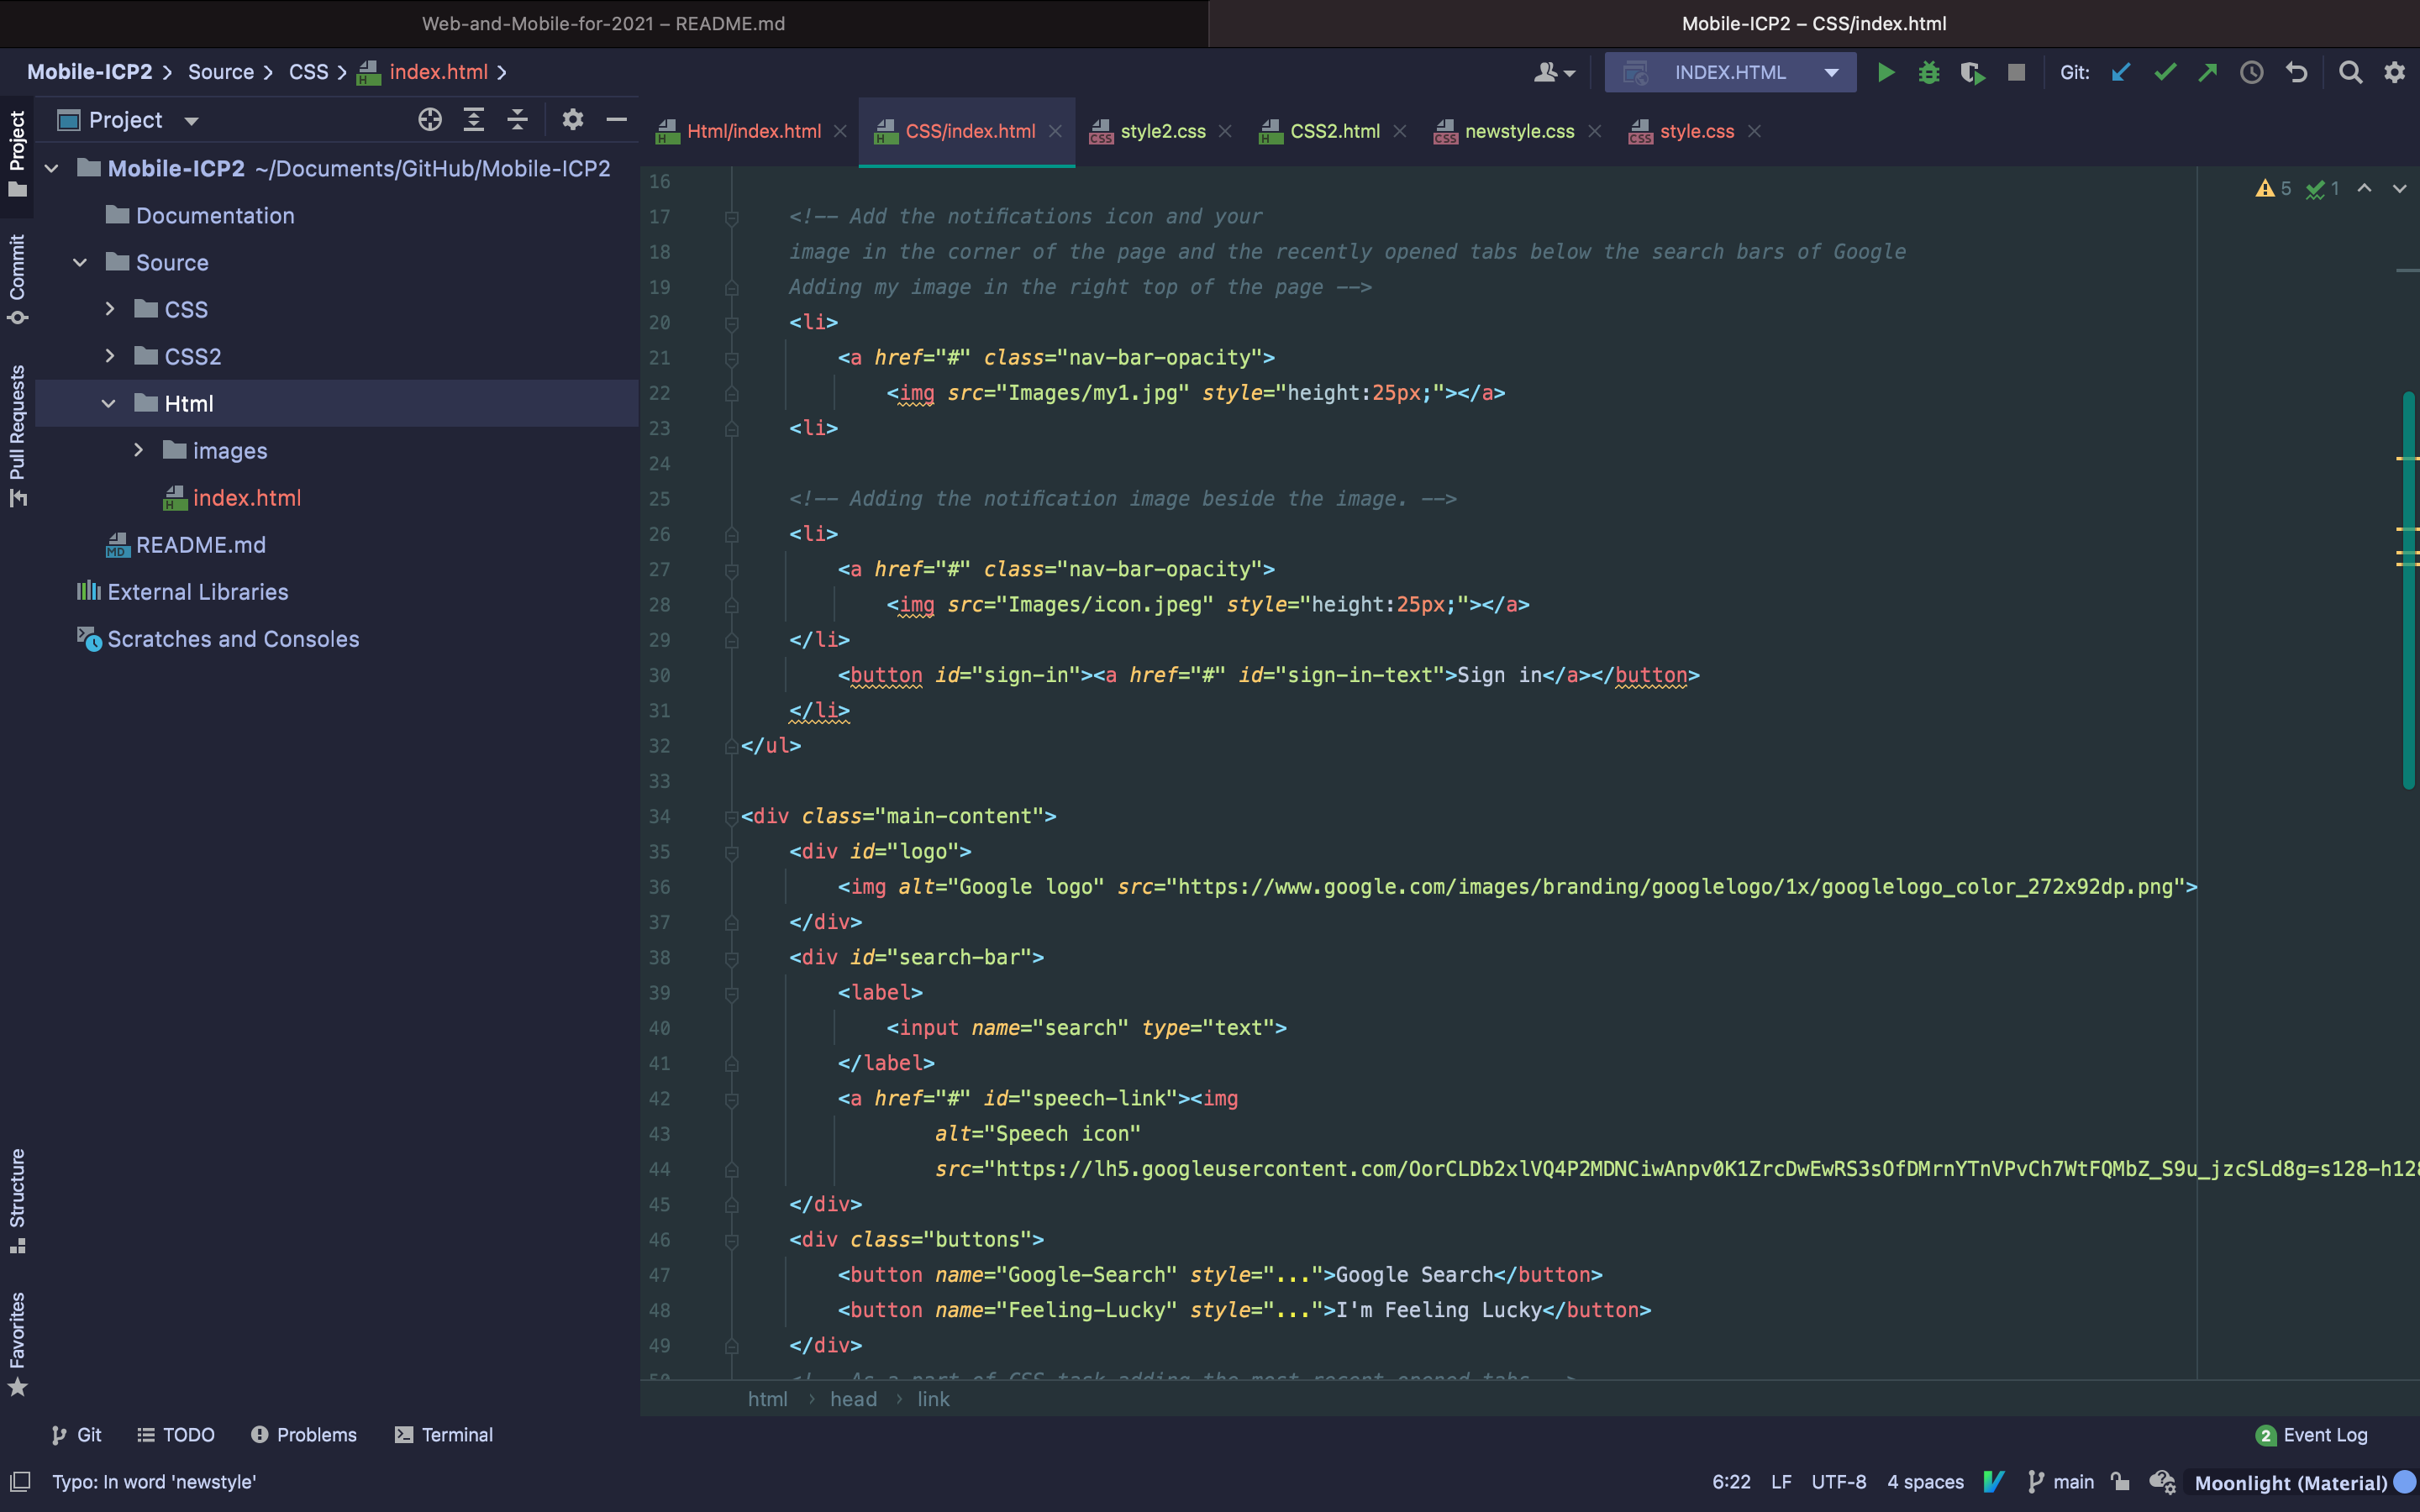 Web-and-Mobile-for-2021 – README.md
Mobile-ICP2 – CSS/index.html
Mobile-ICP2 Source CSS index.html
INDEX.HTML
Git:
Project
Html/index.html
CSS/index.html
style2.css
CSS2.html
newstyle.css
style.css
Project
Commit
Pull Requests
Structure
Favorites
Mobile-ICP2 ~/Documents/GitHub/Mobile-ICP2
Documentation
Source
CSS
CSS2
Html
images
index.html
README.md
External Libraries
Scratches and Consoles
5 1
16
17 <!-- Add the notifications icon and your
18 image in the corner of the page and the recently opened tabs below the search bars of Google
19 Adding my image in the right top of the page -->
20 <li>
21 <a href="#" class="nav-bar-opacity">
22 <img src="Images/my1.jpg" style="height:25px;"></a>
23 <li>
24
25 <!-- Adding the notification image beside the image. -->
26 <li>
27 <a href="#" class="nav-bar-opacity">
28 <img src="Images/icon.jpeg" style="height:25px;"></a>
29 </li>
30 <button id="sign-in"><a href="#" id="sign-in-text">Sign in</a></button>
31 </li>
32 </ul>
33
34 <div class="main-content">
35 <div id="logo">
36 <img alt="Google logo" src="https://www.google.com/images/branding/googlelogo/1x/googlelogo_color_272x92dp.png">
37 </div>
38 <div id="search-bar">
39 <label>
40 <input name="search" type="text">
41 </label>
42 <a href="#" id="speech-link"><img
43 alt="Speech icon"
44 src="https://lh5.googleusercontent.com/OorCLDb2xlVQ4P2MDNCiwAnpv0K1ZrcDwEwRS3sOfDMrnYTnVPvCh7WtFQMbZ_S9u_jzcSLd8g=s128-h128
45 </div>
46 <div class="buttons">
47 <button name="Google-Search" style="...">Google Search</button>
48 <button name="Feeling-Lucky" style="...">I'm Feeling Lucky</button>
49 </div>
50 <!-- As a part of CSS task adding the most recent opened tabs -->
html › head › link
Git
TODO
Problems
Terminal
2 Event Log
Typo: In word 'newstyle'
6:22 LF UTF-8 4 spaces main Moonlight (Material)